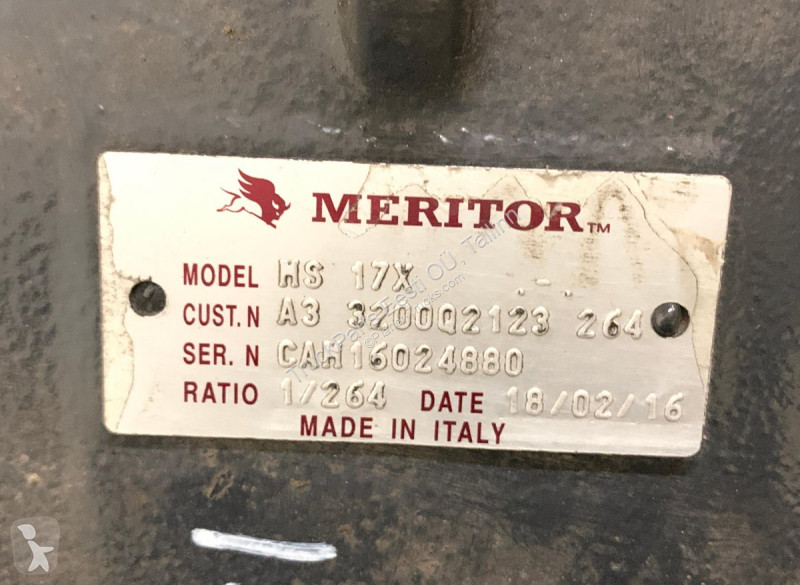 MERITOR™
MODEL MS 17X .-.
CUST.N A3 3200Q2123 264
SER. N CAH16024880
RATIO 1/264 DATE 18/02/16
MADE IN ITALY